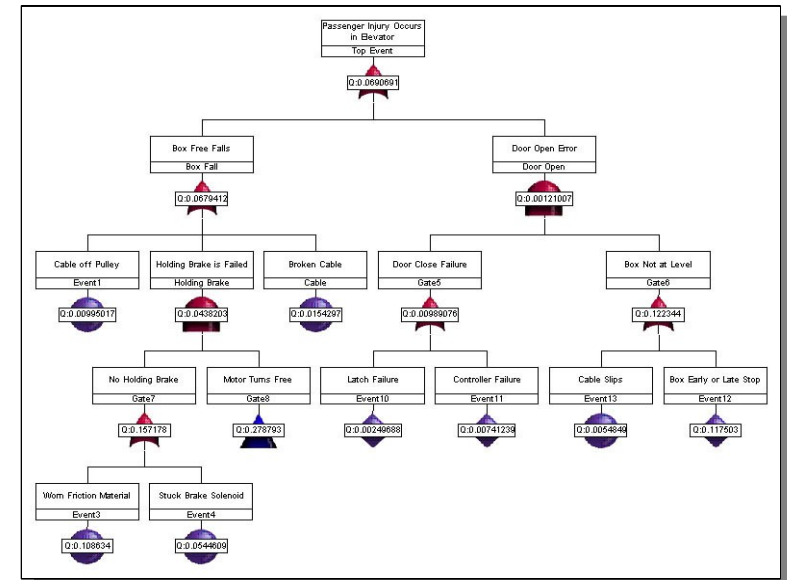 Passenger Injury Occurs
in Elevator
Top Event
Q:0.0690691
Box Free Falls
Box Fall
Q:0.0679412
Door Open Error
Door Open
Q:0.00121007
Cable off Pulley
Event1
Q:0.00995017
Holding Brake is Failed
Holding Brake
Q:0.0438203
Broken Cable
Cable
Q:0.0154297
Door Close Failure
Gate5
Q:0.00989076
Box Not at Level
Gate6
Q:0.122344
No Holding Brake
Gate7
Q:0.157178
Motor Turns Free
Gate8
Q:0.278793
Latch Failure
Event10
Q:0.00249688
Controller Failure
Event11
Q:0.00741239
Cable Slips
Event13
Q:0.0054849
Box Early or Late Stop
Event12
Q:0.117503
Worn Friction Material
Event3
Q:0.108634
Stuck Brake Solenoid
Event4
Q:0.0544609